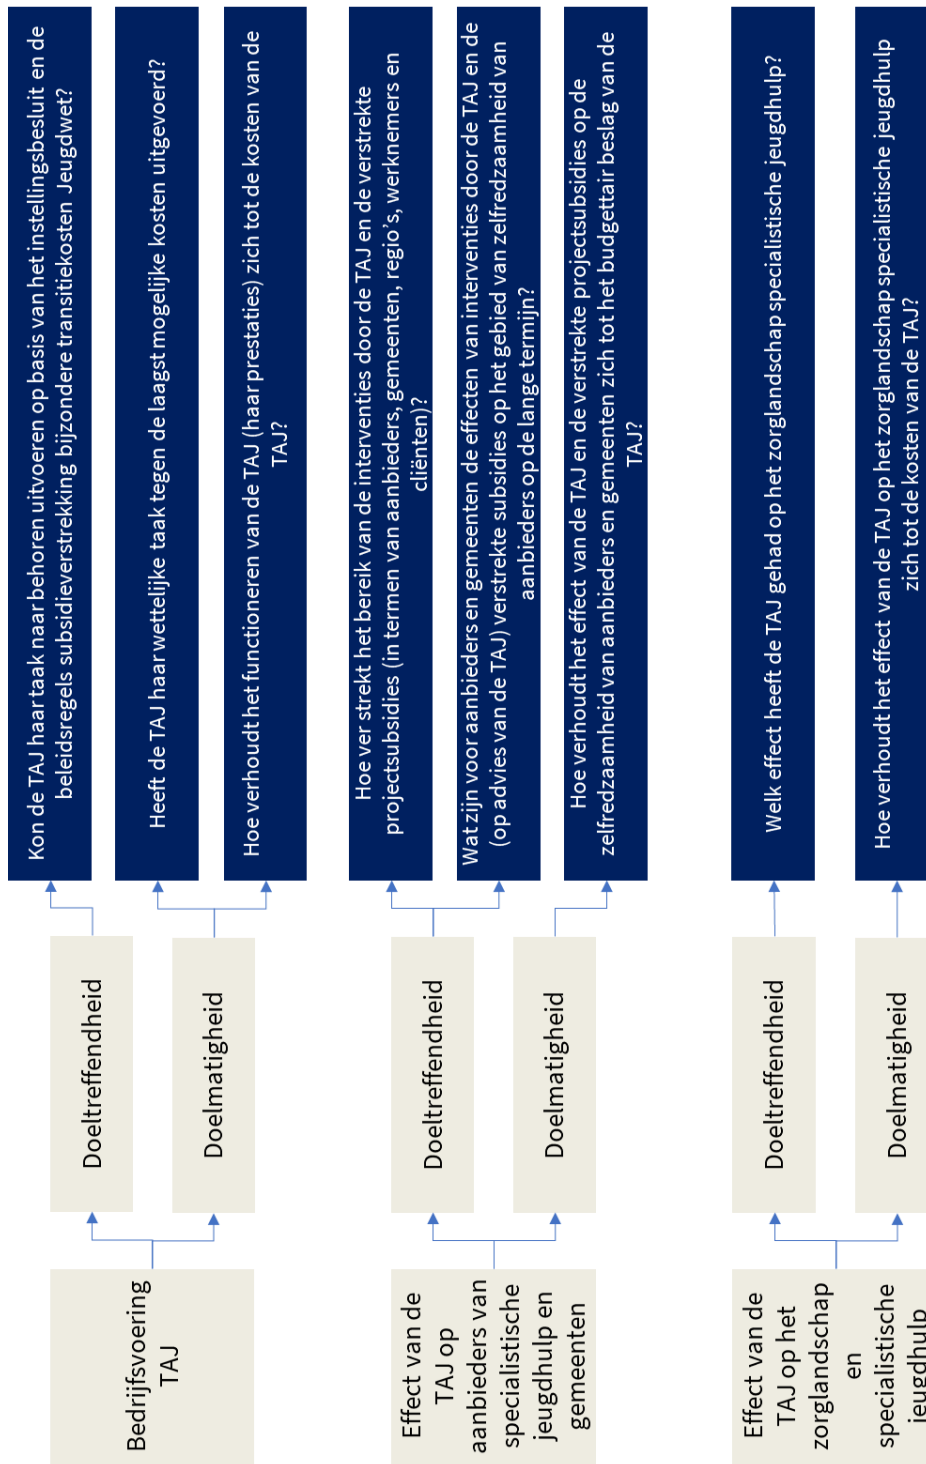 Bedrijfsvoering
TAJ
Doeltreffendheid
Kon de TAJ haar taak naar behoren uitvoeren op basis van het instellingsbesluit en de
beleidsregels subsidieverstrekking bijzondere transitiekosten Jeugdwet?
Doelmatigheid
Heeft de TAJ haar wettelijke taak tegen de laagst mogelijke kosten uitgevoerd?
Hoe verhoudt het functioneren van de TAJ (haar prestaties) zich tot de kosten van de
TAJ?
Effect van de
TAJ op
aanbieders van
specialistische
jeugdhulp en
gemeenten
Doeltreffendheid
Hoe ver strekt het bereik van de interventies door de TAJ en de verstrekte
projectsubsidies (in termen van aanbieders, gemeenten, regio's, werknemers en
cliënten)?
Wat zijn voor aanbieders en gemeenten de effecten van interventies door de TAJ en de
(op advies van de TAJ) verstrekte subsidies op het gebied van zelfredzaamheid van
aanbieders op de lange termijn?
Doelmatigheid
Hoe verhoudt het effect van de TAJ en de verstrekte projectsubsidies op de
zelfredzaamheid van aanbieders en gemeenten zich tot het budgettair beslag van de
TAJ?
Effect van de
TAJ op het
zorglandschap
en
specialistische
jeugdhulp
Doeltreffendheid
Welk effect heeft de TAJ gehad op het zorglandschap specialistische jeugdhulp?
Doelmatigheid
Hoe verhoudt het effect van de TAJ op het zorglandschap specialistische jeugdhulp
zich tot de kosten van de TAJ?